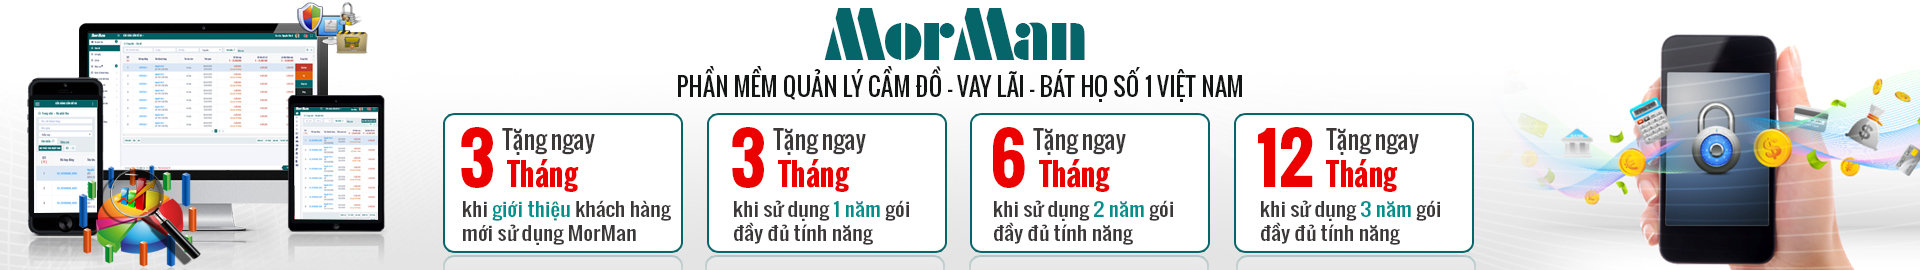 MorMan
PHẦN MỀM QUẢN LÝ CẦM ĐỒ - VAY LÃI - BÁT HỌ SỐ 1 VIỆT NAM
3 Tặng ngay
Tháng
khi giới thiệu khách hàng
mới sử dụng MorMan
3 Tặng ngay
Tháng
khi sử dụng 1 năm gói
đầy đủ tính năng
6 Tặng ngay
Tháng
khi sử dụng 2 năm gói
đầy đủ tính năng
12 Tặng ngay
Tháng
khi sử dụng 3 năm gói
đầy đủ tính năng